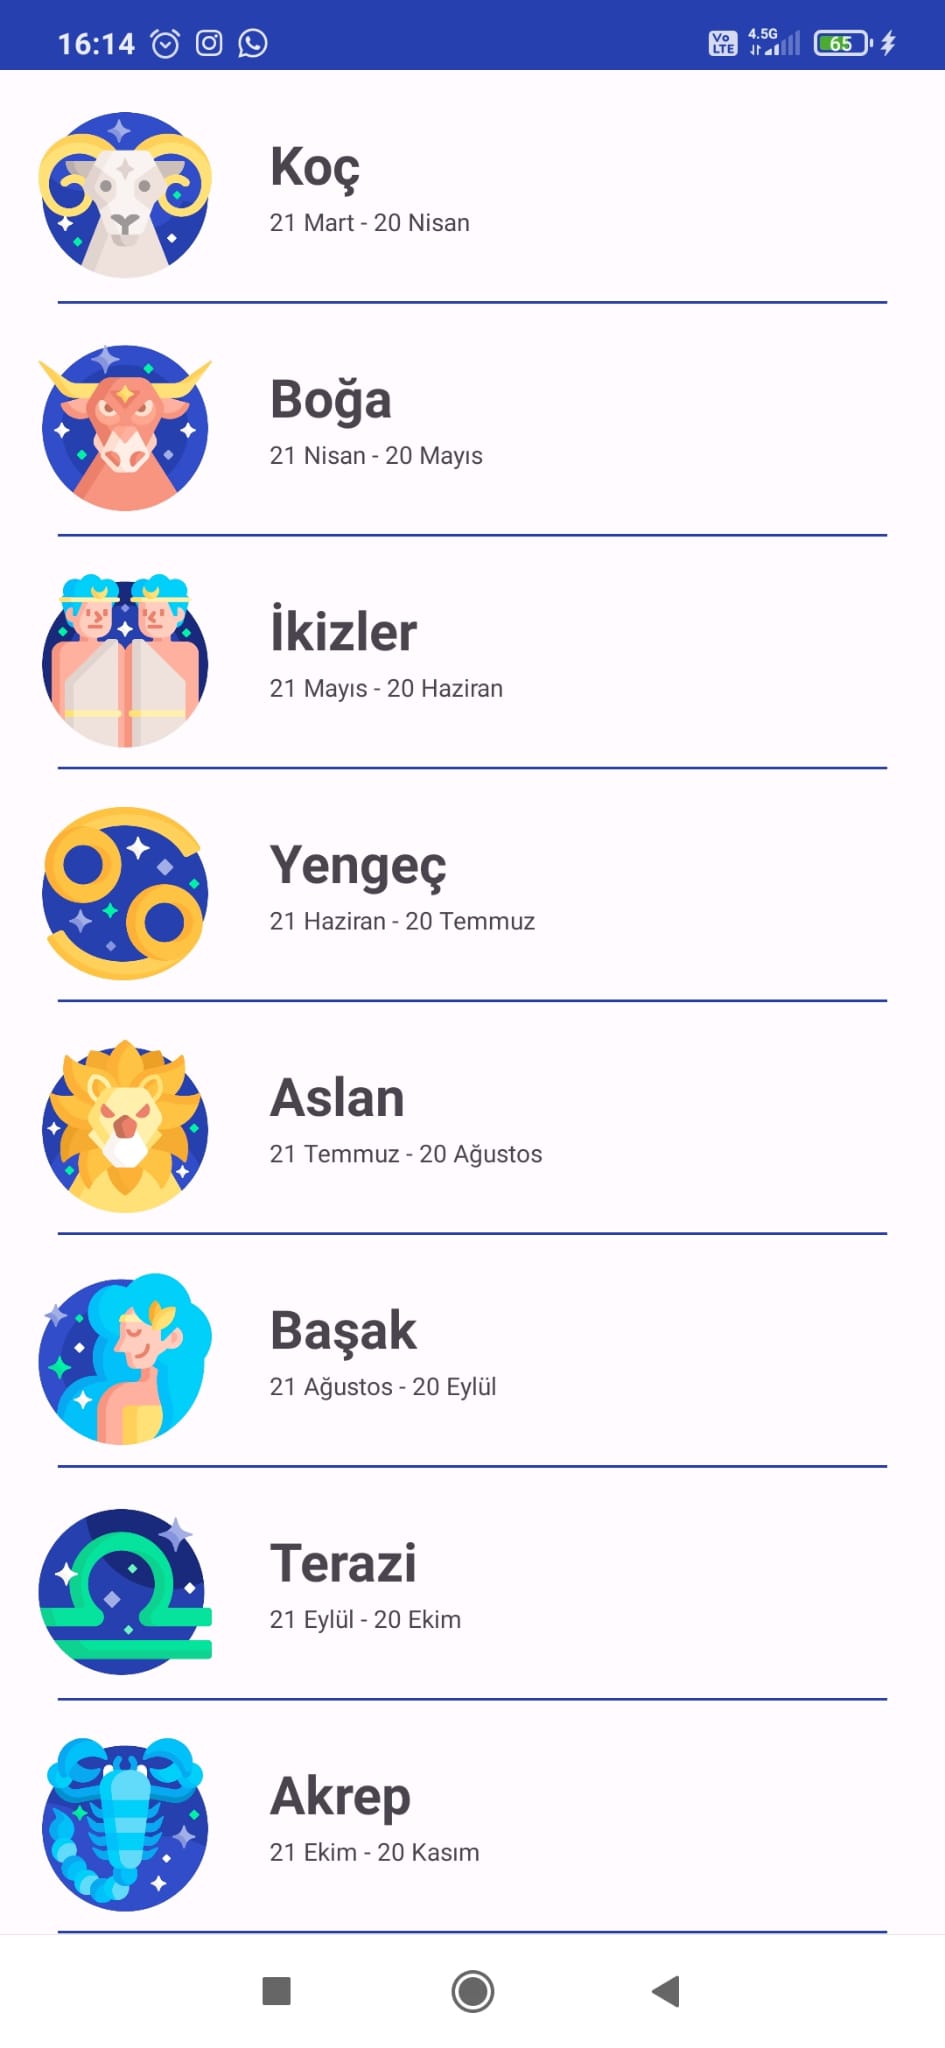 16:14
Vo LTE 4.5G 65
Koç
21 Mart - 20 Nisan
Boğa
21 Nisan - 20 Mayıs
İkizler
21 Mayıs - 20 Haziran
Yengeç
21 Haziran - 20 Temmuz
Aslan
21 Temmuz - 20 Ağustos
Başak
21 Ağustos - 20 Eylül
Terazi
21 Eylül - 20 Ekim
Akrep
21 Ekim - 20 Kasım